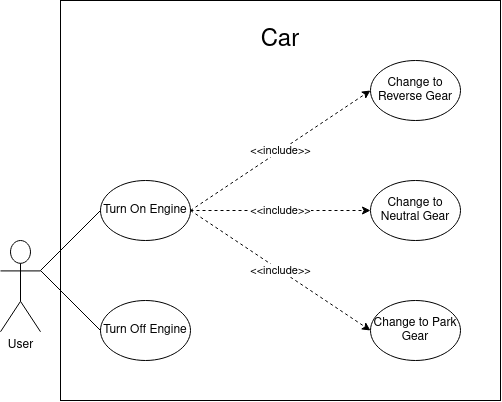 Car
Change to
Reverse Gear
<<include>>
Turn On Engine
<<include>>
Change to
Neutral Gear
<<include>>
Turn Off Engine
Change to Park
Gear
User